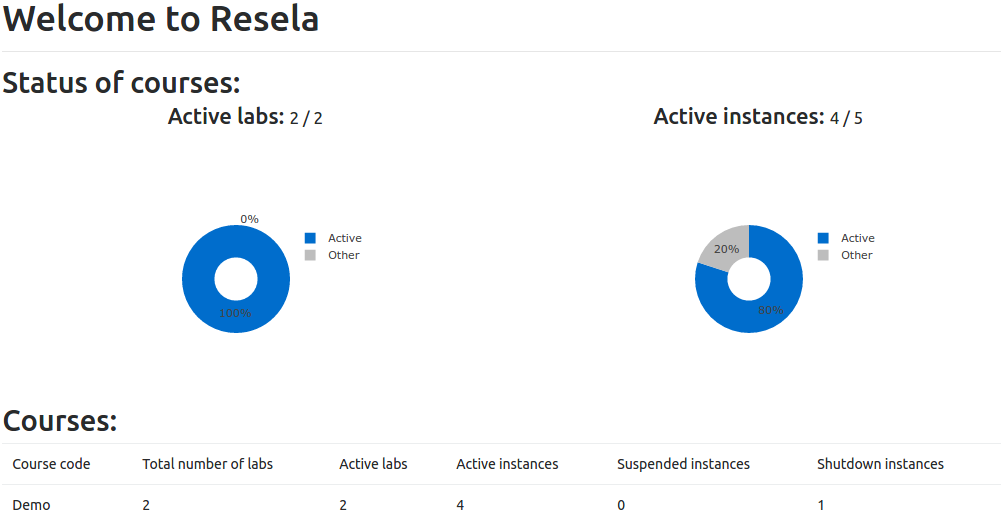 Welcome to Resela
Status of courses:
Active labs: 2 / 2
Active instances: 4 / 5
0%
100%
Active
Other
20%
80%
Active
Other
Courses:
Course code Total number of labs Active labs Active instances Suspended instances Shutdown instances
Demo 2 2 4 0 1